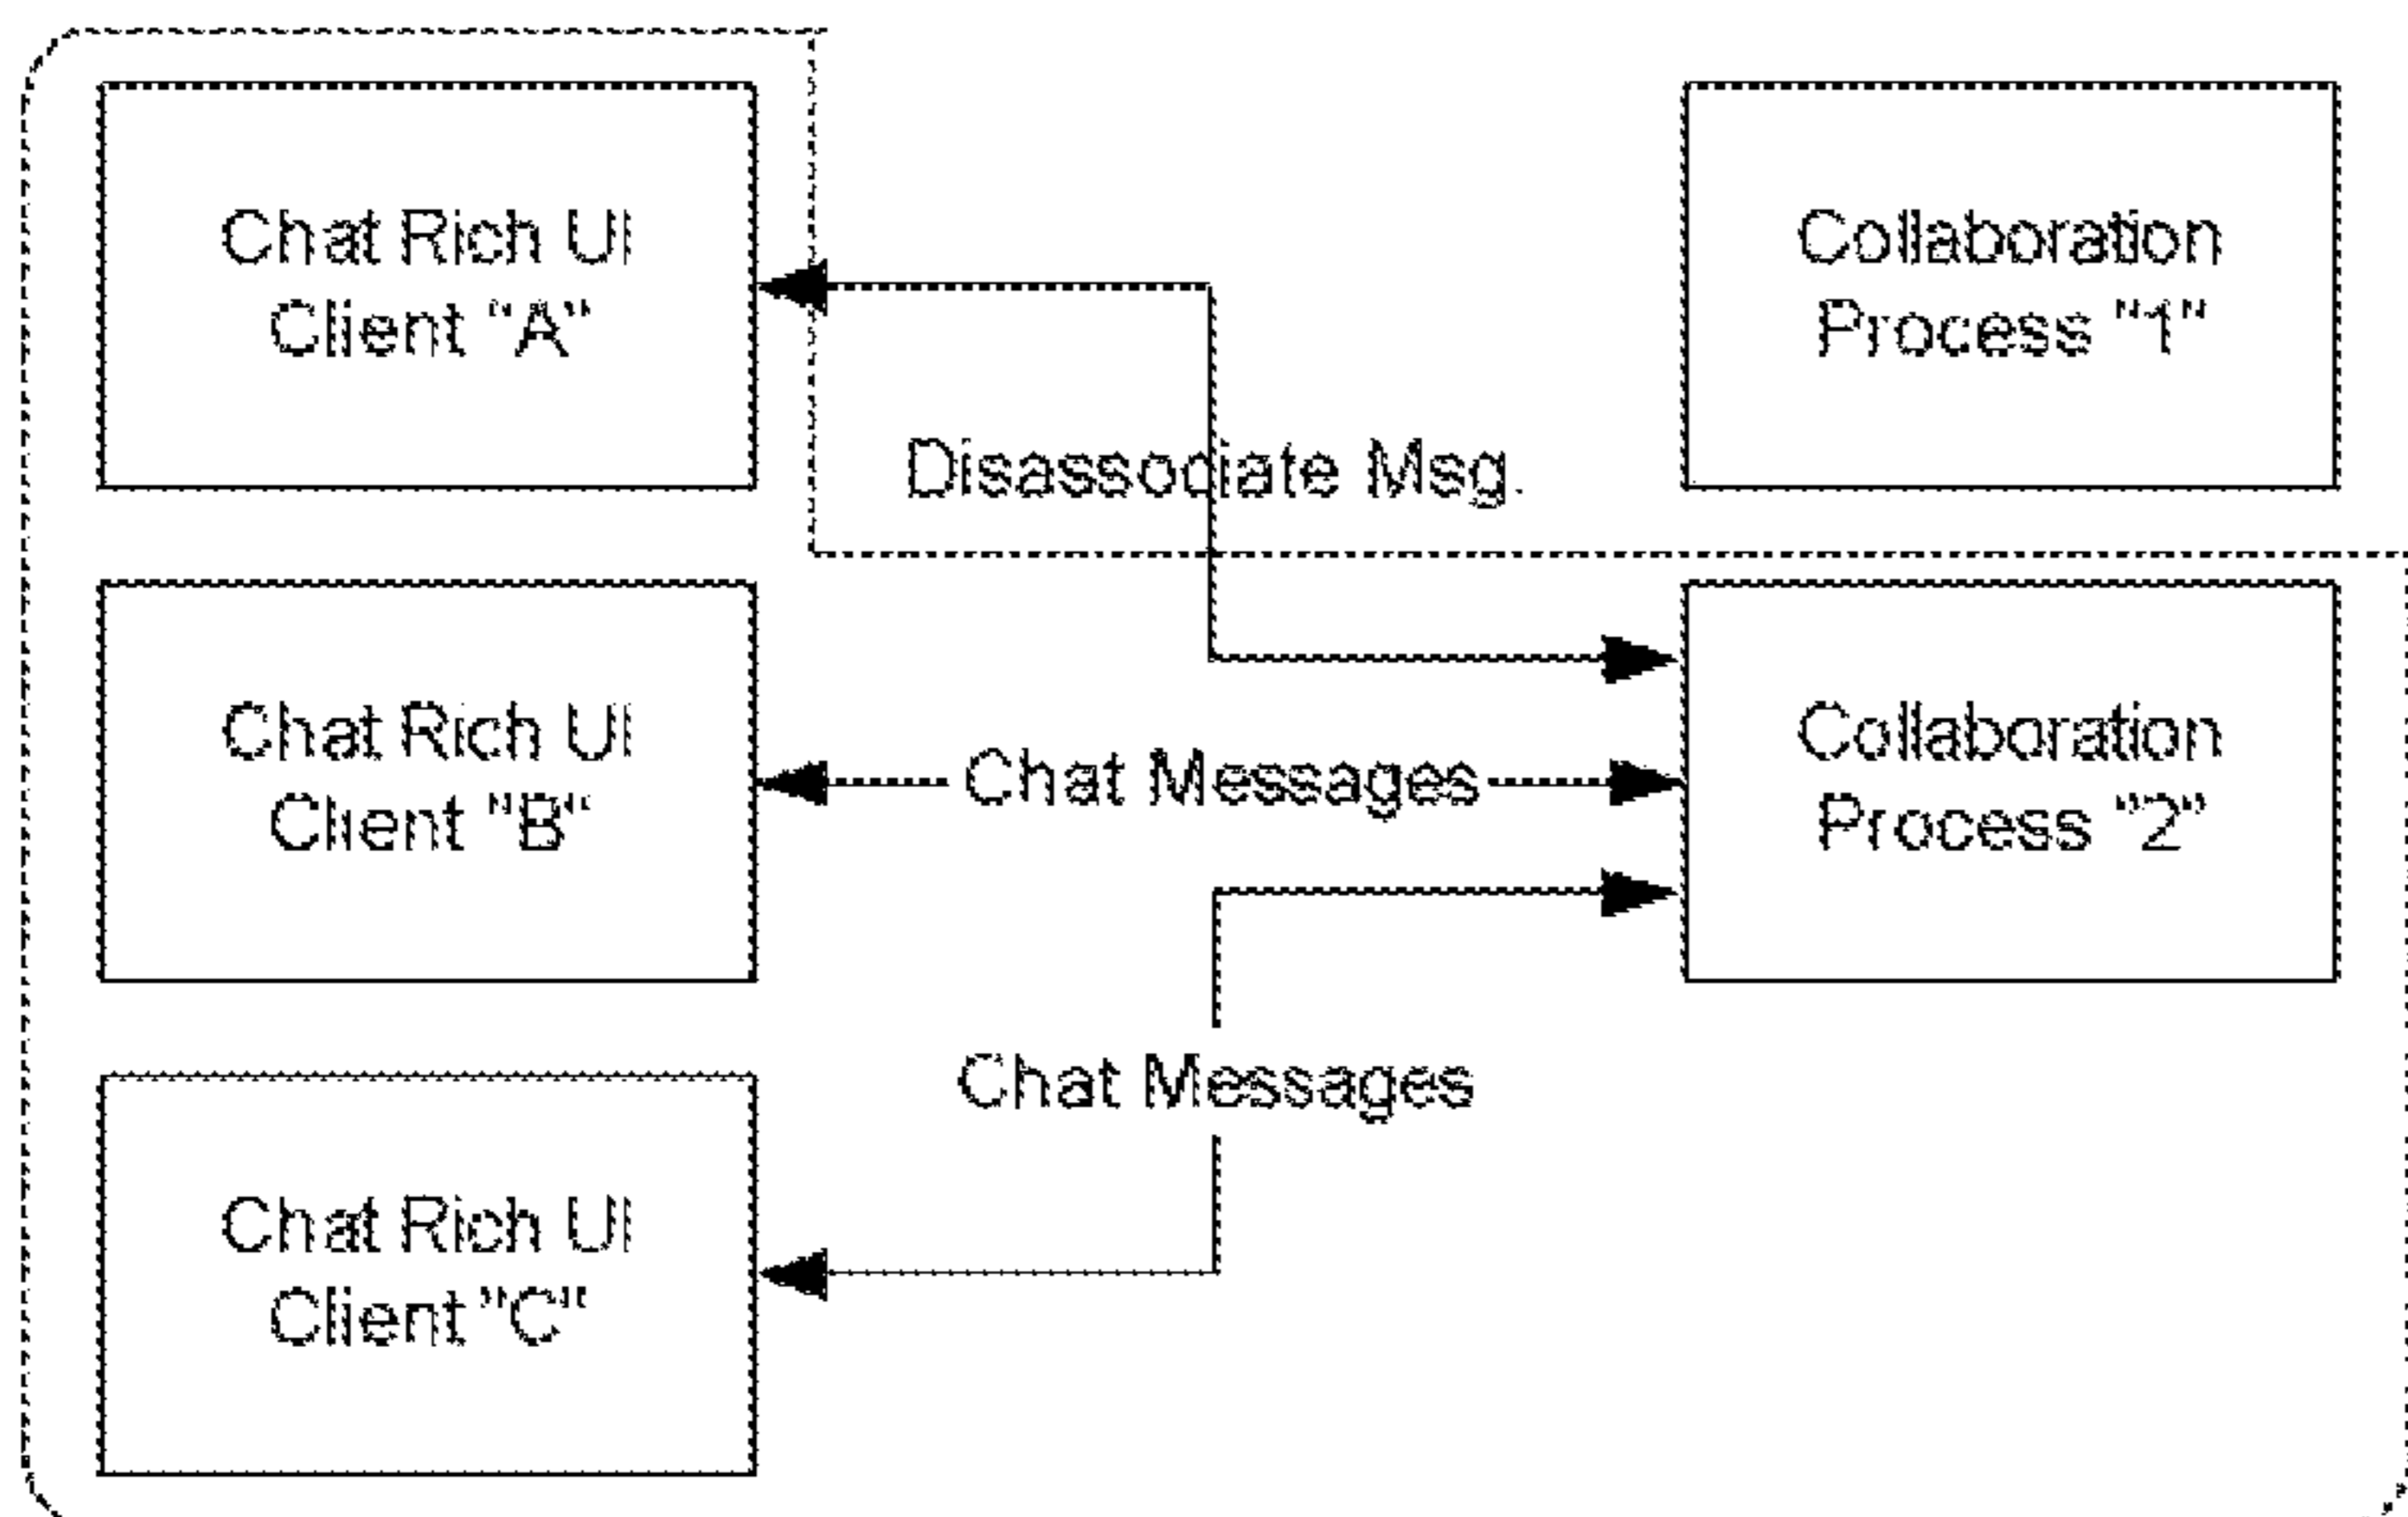 Chat Rich UI
Client "A"
Collaboration
Process "1"
Disassociate Msg.
Chat Rich UI
Client "B"
Chat Messages
Collaboration
Process "2"
Chat Messages
Chat Rich UI
Client "C"